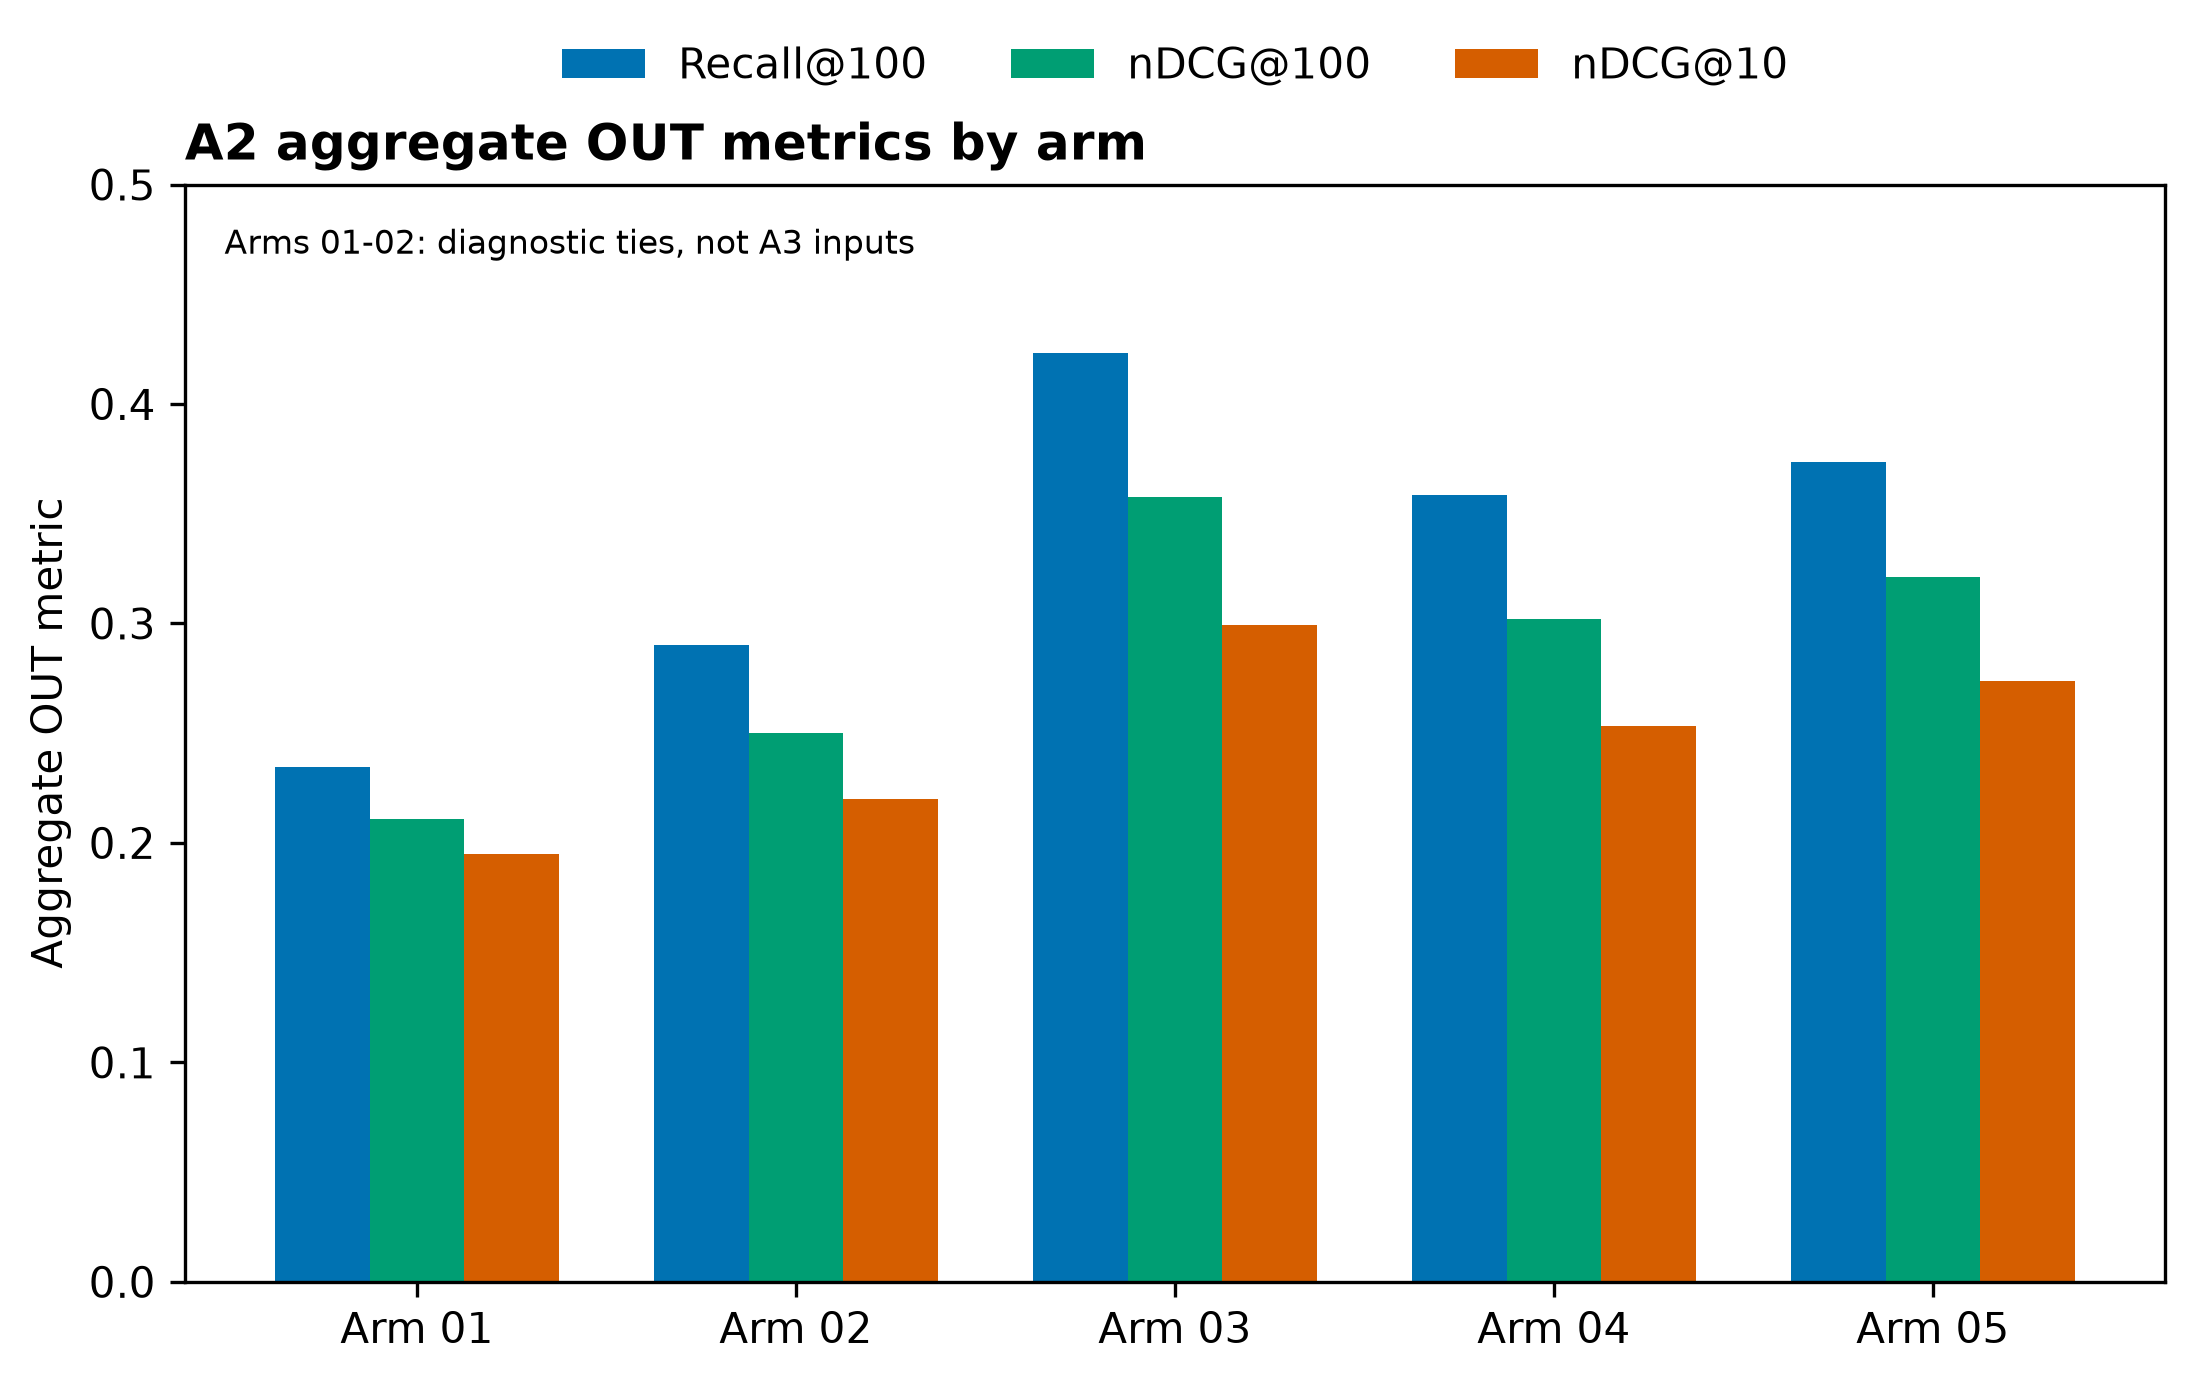 Recall@100 nDCG@100 nDCG@10
A2 aggregate OUT metrics by arm
Arms 01-02: diagnostic ties, not A3 inputs
Aggregate OUT metric
0.5
0.4
0.3
0.2
0.1
0.0
Arm 01 Arm 02 Arm 03 Arm 04 Arm 05